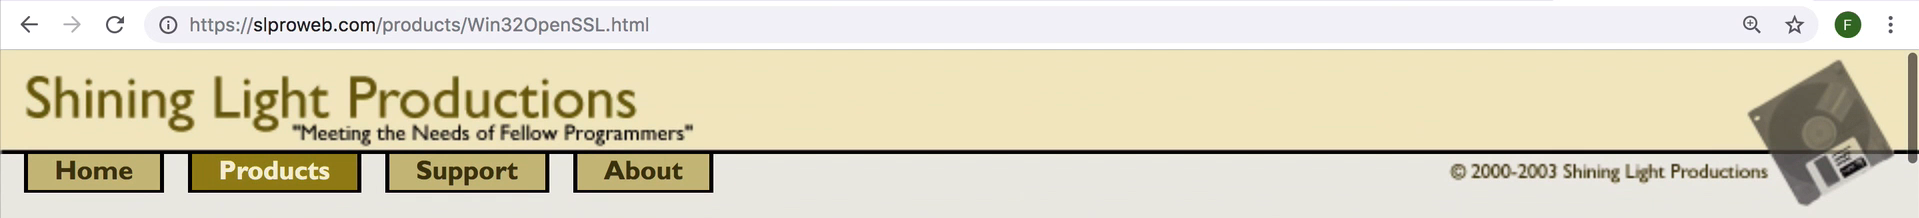 https://slproweb.com/products/Win32OpenSSL.html
F
Shining Light Productions
"Meeting the Needs of Fellow Programmers"
Home Products Support About
© 2000-2003 Shining Light Productions